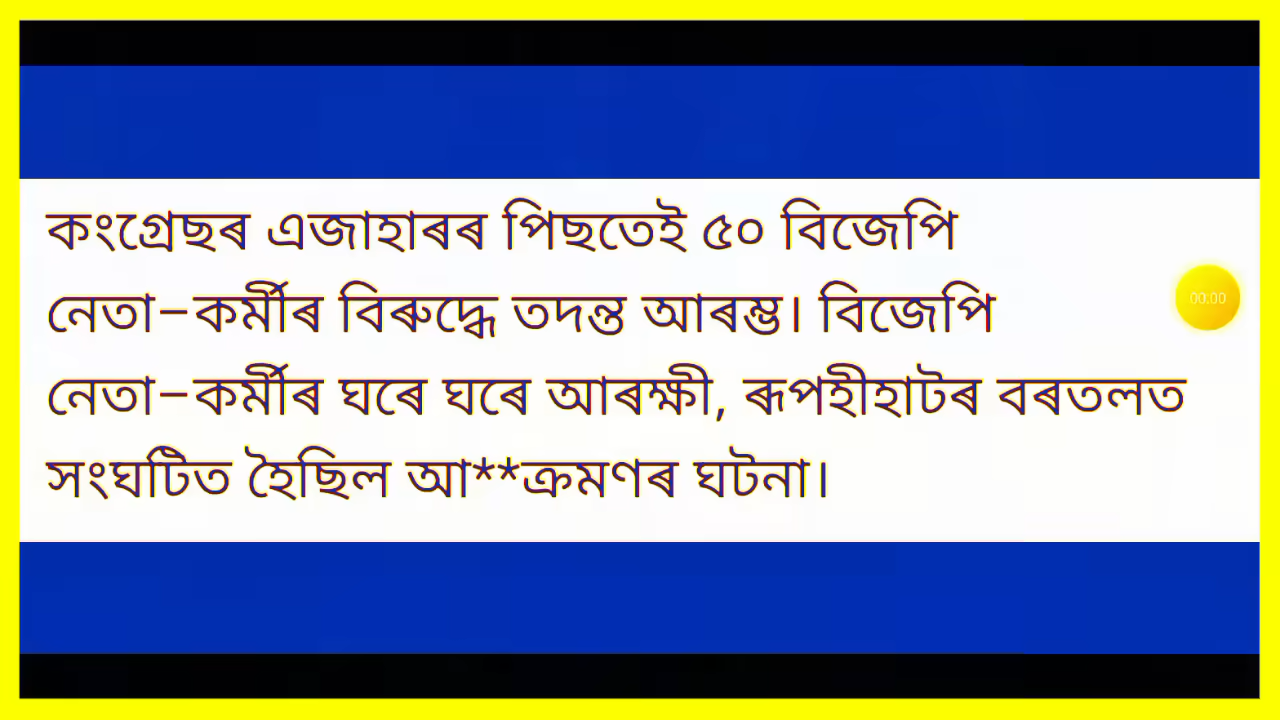 কংগ্ৰেছৰ এজাহাৰৰ পিছতেই ৫০ বিজেপি
নেতা–কৰ্মীৰ বিৰুদ্ধে তদন্ত আৰম্ভ। বিজেপি
00:00
নেতা–কৰ্মীৰ ঘৰে ঘৰে আৰক্ষী, ৰূপহীহাটৰ বৰতলত
সংঘটিত হৈছিল আ**ক্ৰমণৰ ঘটনা।